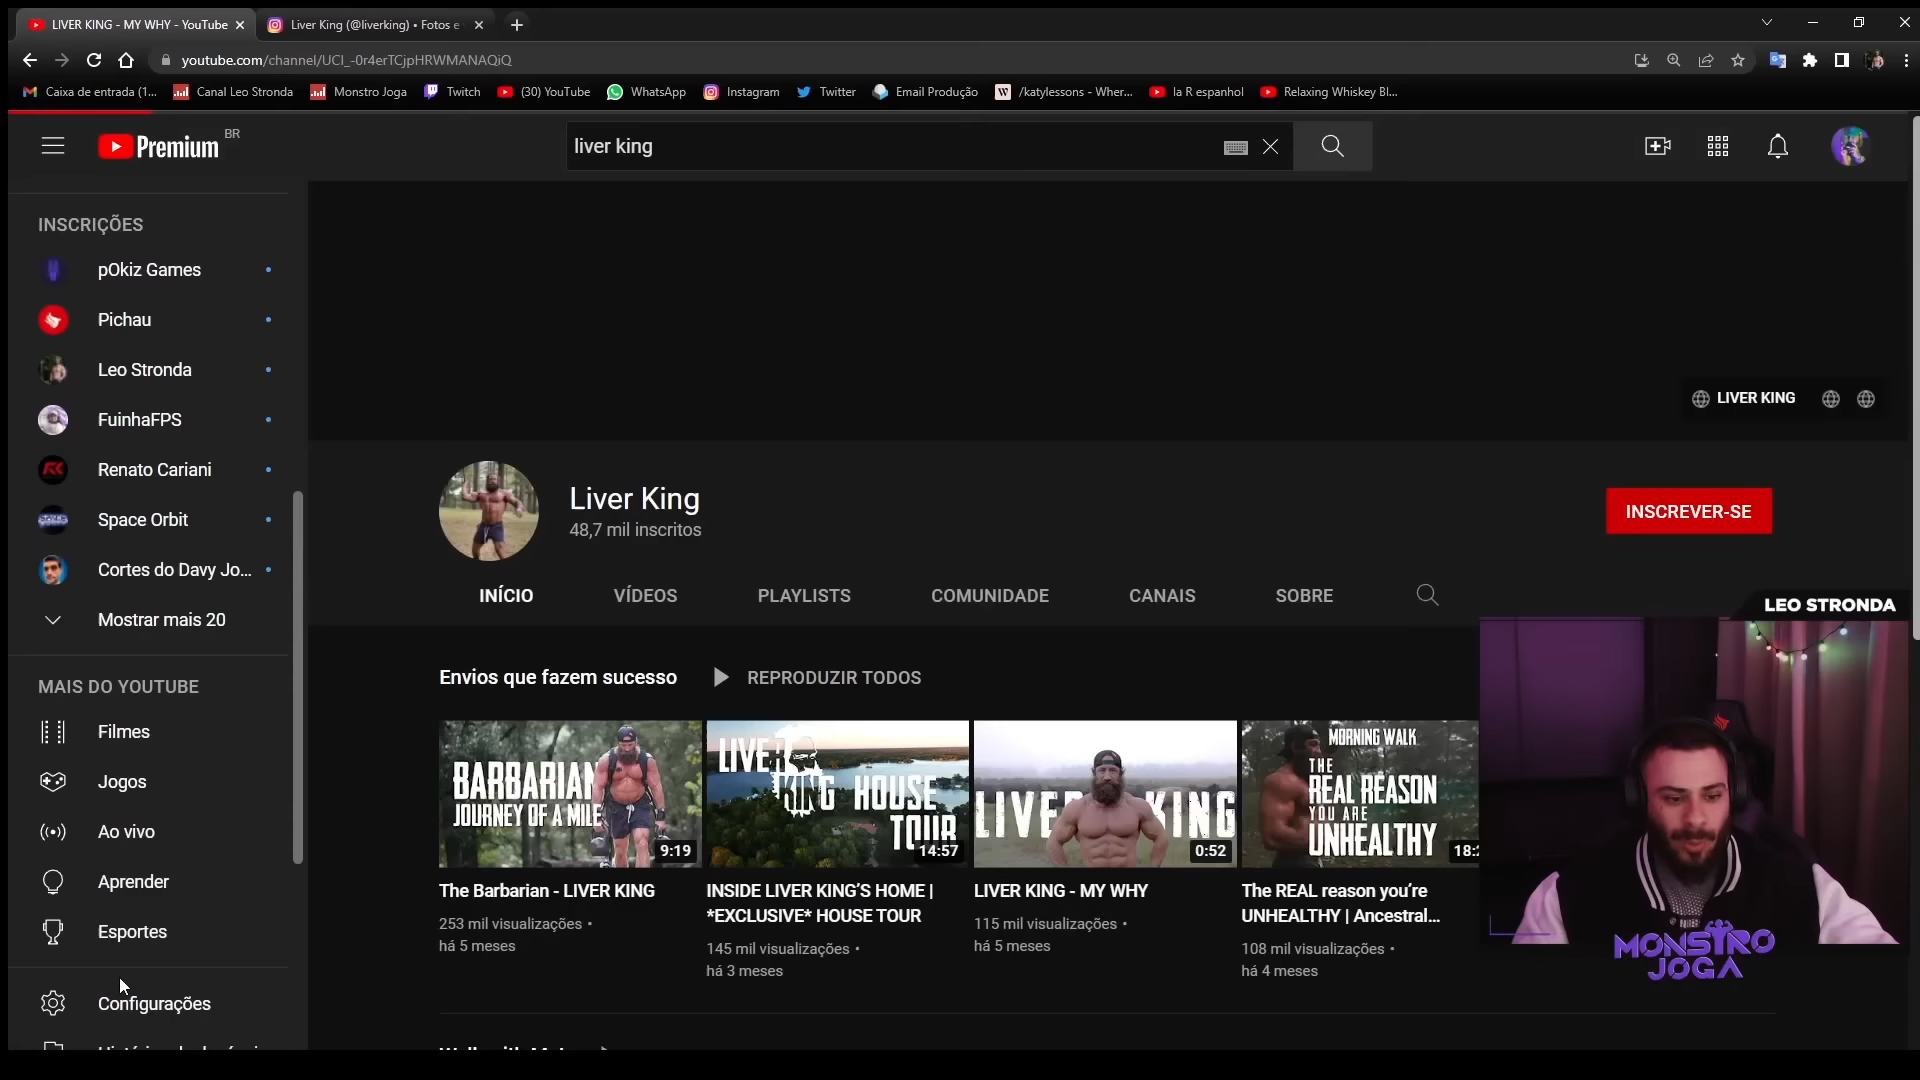 LIVER KING - MY WHY - YouTube
Liver King (@liverking) • Fotos e
youtube.com/channel/UCI_-0r4erTCjpHRWMANAQiQ
Caixa de entrada (1...
Canal Leo Stronda
Monstro Joga
Twitch
(30) YouTube
WhatsApp
Instagram
Twitter
Email Produção
/katylessons - Wher...
la R espanhol
Relaxing Whiskey Bl...
Premium
BR
liver king
INSCRIÇÕES
pOkiz Games
Pichau
Leo Stronda
FuinhaFPS
Renato Cariani
Space Orbit
Cortes do Davy Jo...
Mostrar mais 20
MAIS DO YOUTUBE
Filmes
Jogos
Ao vivo
Aprender
Esportes
Configurações
LIVER KING
Liver King
48,7 mil inscritos
INSCREVER-SE
INÍCIO
VÍDEOS
PLAYLISTS
COMUNIDADE
CANAIS
SOBRE
Envios que fazem sucesso
REPRODUZIR TODOS
BARBARIAN
JOURNEY OF A MILE
9:19
The Barbarian - LIVER KING
253 mil visualizações •
há 5 meses
LIVER
KING HOUSE
TOUR
14:57
INSIDE LIVER KING'S HOME |
*EXCLUSIVE* HOUSE TOUR
145 mil visualizações •
há 3 meses
LIVER KING
0:52
LIVER KING - MY WHY
115 mil visualizações •
há 5 meses
MORNING WALK
THE
REAL REASON
YOU ARE
UNHEALTHY
18:2
The REAL reason you're
UNHEALTHY | Ancestral...
108 mil visualizações •
há 4 meses
LEO STRONDA
MONSTRO
JOGA